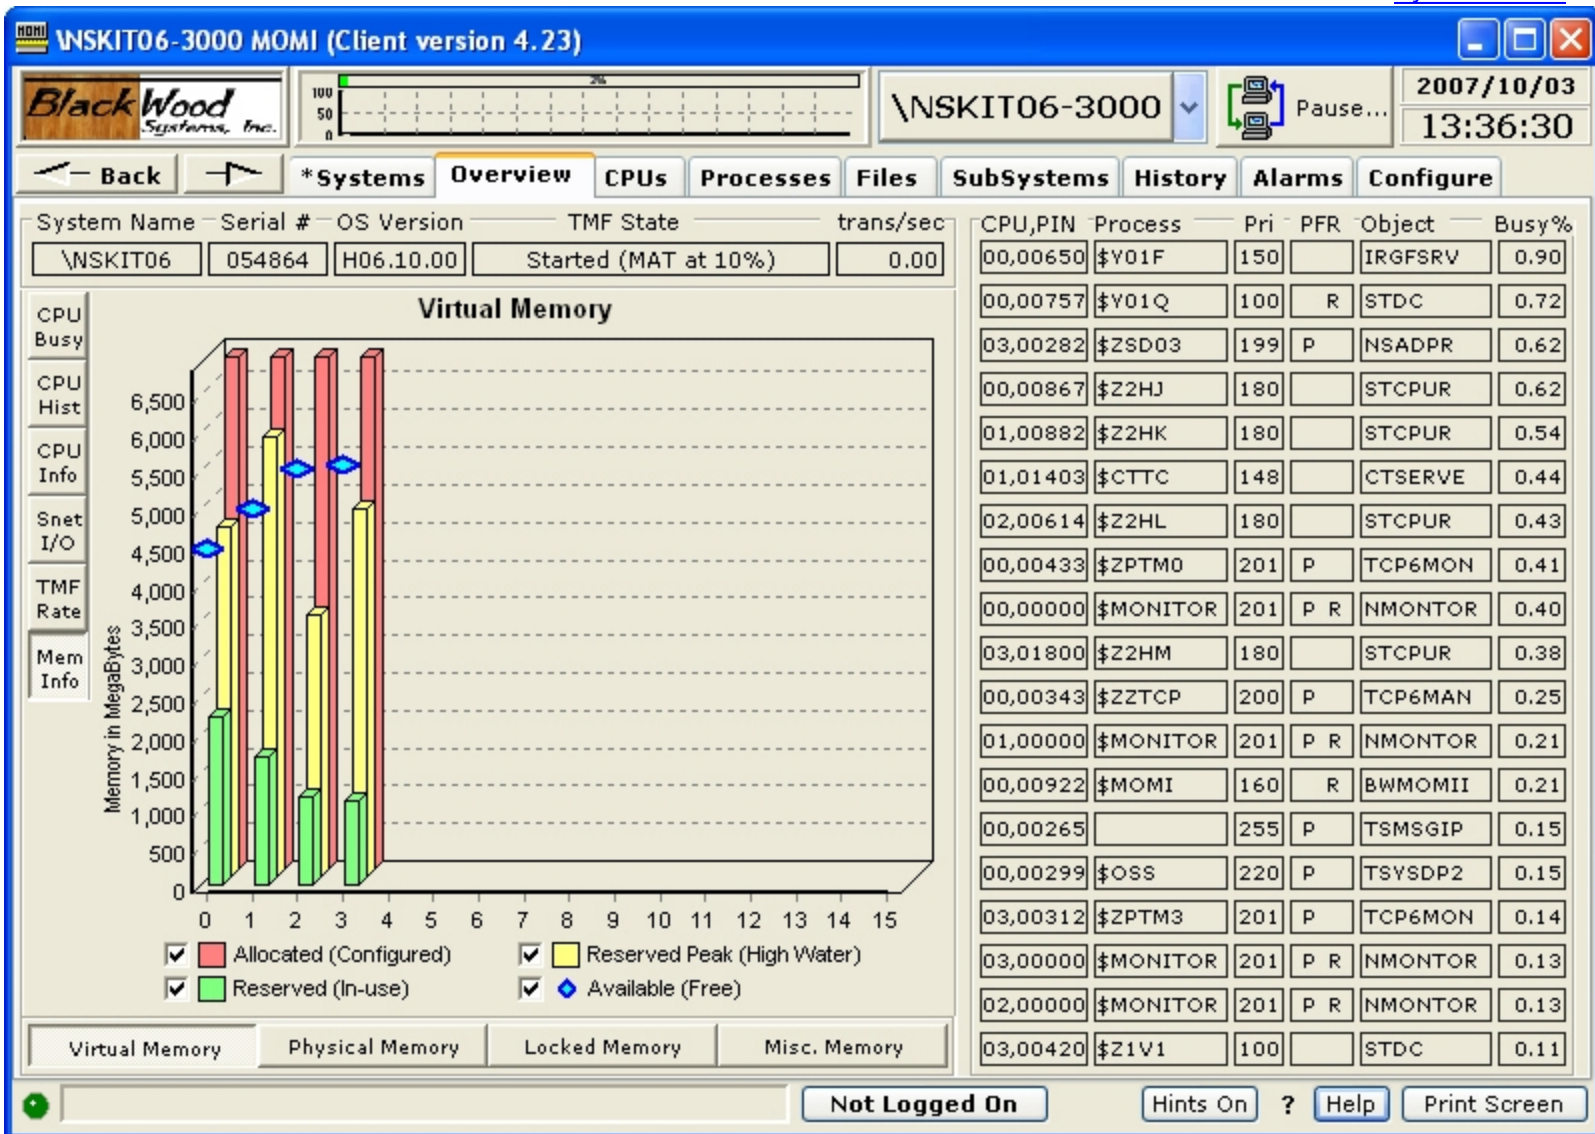 \NSKIT06-3000 MOMI (Client version 4.23)
MOMI
BlackWood
Systems, Inc.
2%
100
50
0
\NSKIT06-3000
Pause...
2007/10/03
13:36:30
Back
*Systems Overview CPUs Processes Files SubSystems History Alarms Configure
System Name Serial # OS Version TMF State trans/sec
\NSKIT06 054864 H06.10.00 Started (MAT at 10%) 0.00
CPU Busy
CPU Hist
CPU Info
Snet I/O
TMF Rate
Mem Info
Virtual Memory
Memory in MegaBytes
6,500
6,000
5,500
5,000
4,500
4,000
3,500
3,000
2,500
2,000
1,500
1,000
500
0
0 1 2 3 4 5 6 7 8 9 10 11 12 13 14 15
Allocated (Configured) Reserved Peak (High Water)
Reserved (In-use) Available (Free)
Virtual Memory Physical Memory Locked Memory Misc. Memory
CPU,PIN Process Pri PFR Object Busy%
00,00650 $Y01F 150 IRGFSRV 0.90
00,00757 $Y01Q 100 R STDC 0.72
03,00282 $ZSD03 199 P NSADPR 0.62
00,00867 $Z2HJ 180 STCPUR 0.62
01,00882 $Z2HK 180 STCPUR 0.54
01,01403 $CTTC 148 CTSERVE 0.44
02,00614 $Z2HL 180 STCPUR 0.43
00,00433 $ZPTM0 201 P TCP6MON 0.41
00,00000 $MONITOR 201 P R NMONTOR 0.40
03,01800 $Z2HM 180 STCPUR 0.38
00,00343 $ZZTCP 200 P TCP6MAN 0.25
01,00000 $MONITOR 201 P R NMONTOR 0.21
00,00922 $MOMI 160 R BWMOMII 0.21
00,00265 255 P TSMSGIP 0.15
00,00299 $OSS 220 P TSYSDP2 0.15
03,00312 $ZPTM3 201 P TCP6MON 0.14
03,00000 $MONITOR 201 P R NMONTOR 0.13
02,00000 $MONITOR 201 P R NMONTOR 0.13
03,00420 $Z1V1 100 STDC 0.11
Not Logged On Hints On ? Help Print Screen